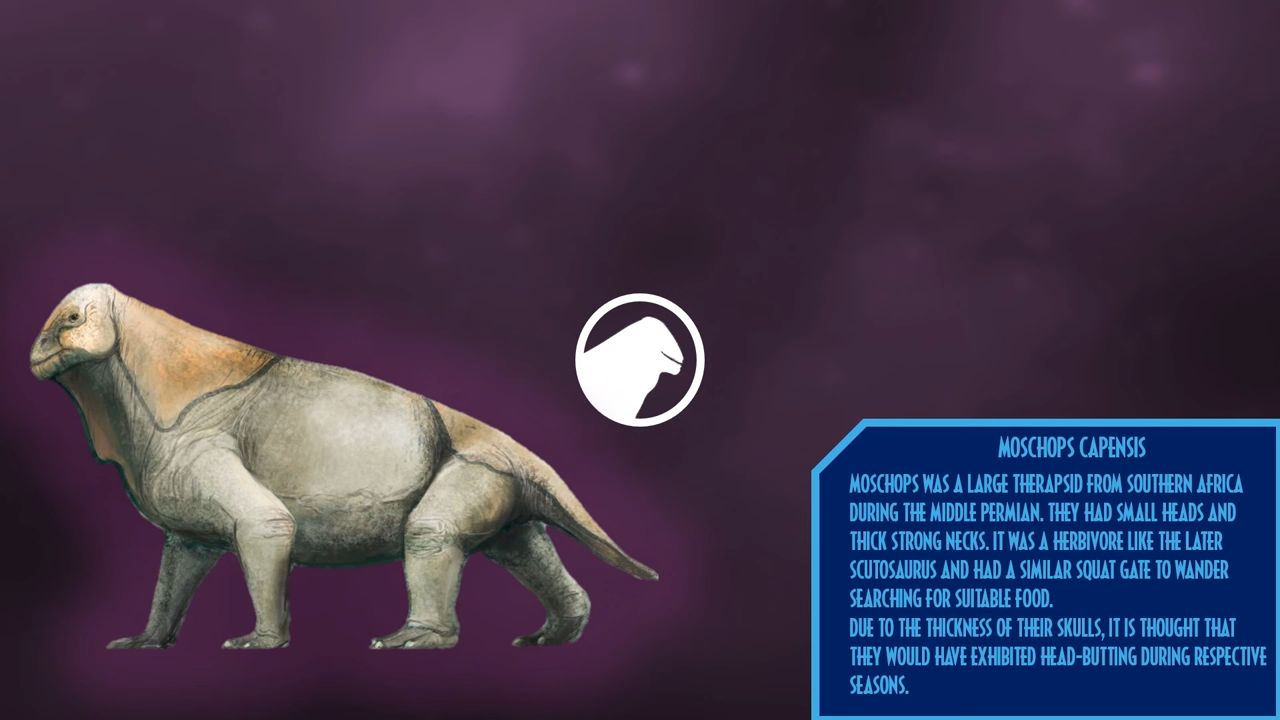 MOSCHOPS CAPENSIS
MOSCHOPS WAS A LARGE THERAPSID FROM SOUTHERN AFRICA
DURING THE MIDDLE PERMIAN. THEY HAD SMALL HEADS AND
THICK STRONG NECKS. IT WAS A HERBIVORE LIKE THE LATER
SCUTOSAURUS AND HAD A SIMILAR SQUAT GATE TO WANDER
SEARCHING FOR SUITABLE FOOD.
DUE TO THE THICKNESS OF THEIR SKULLS, IT IS THOUGHT THAT
THEY WOULD HAVE EXHIBITED HEAD-BUTTING DURING RESPECTIVE
SEASONS.